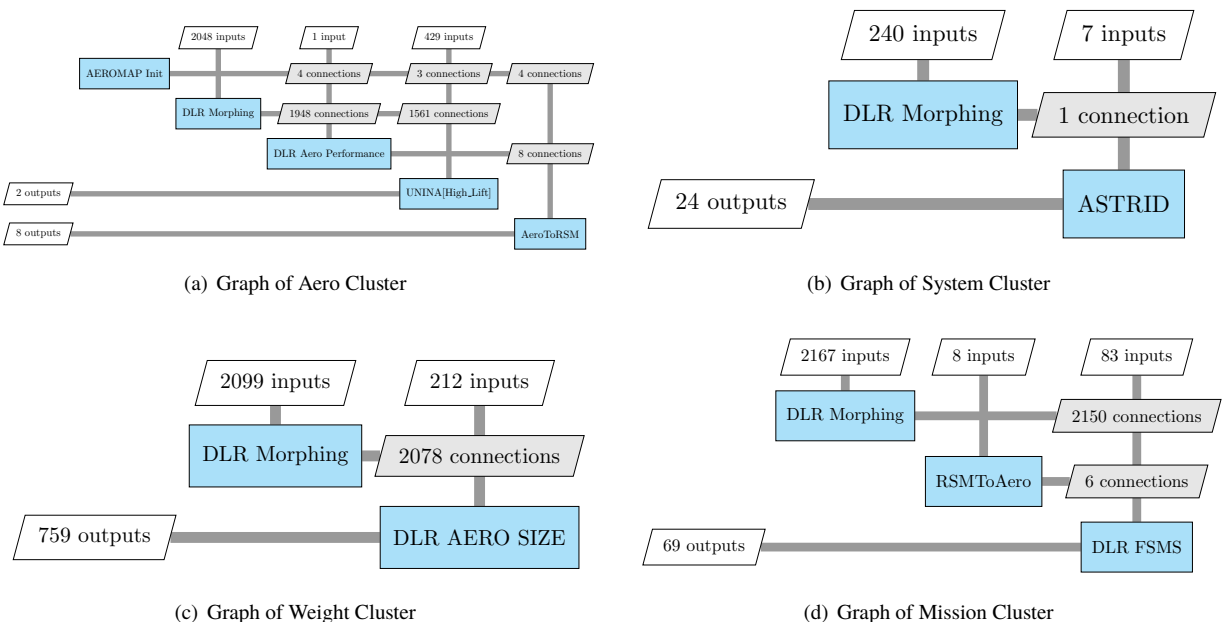 2048 inputs
1 input
429 inputs
AEROMAP Init
4 connections
3 connections
4 connections
DLR Morphing
1948 connections
1561 connections
DLR Aero Performance
8 connections
2 outputs
UNINA[High_Lift]
8 outputs
AeroToRSM
(a) Graph of Aero Cluster
240 inputs
7 inputs
DLR Morphing
1 connection
24 outputs
ASTRID
(b) Graph of System Cluster
2099 inputs
212 inputs
DLR Morphing
2078 connections
759 outputs
DLR AERO SIZE
(c) Graph of Weight Cluster
2167 inputs
8 inputs
83 inputs
DLR Morphing
2150 connections
RSMToAero
6 connections
69 outputs
DLR FSMS
(d) Graph of Mission Cluster